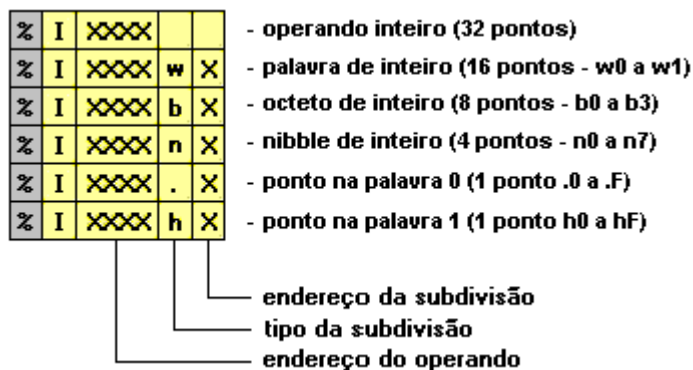 % I XXXX - operando inteiro (32 pontos)
% I XXXX w X - palavra de inteiro (16 pontos - w0 a w1)
% I XXXX b X - octeto de inteiro (8 pontos - b0 a b3)
% I XXXX n X - nibble de inteiro (4 pontos - n0 a n7)
% I XXXX . X - ponto na palavra 0 (1 ponto .0 a .F)
% I XXXX h X - ponto na palavra 1 (1 ponto h0 a hF)
endereço da subdivisão
tipo da subdivisão
endereço do operando